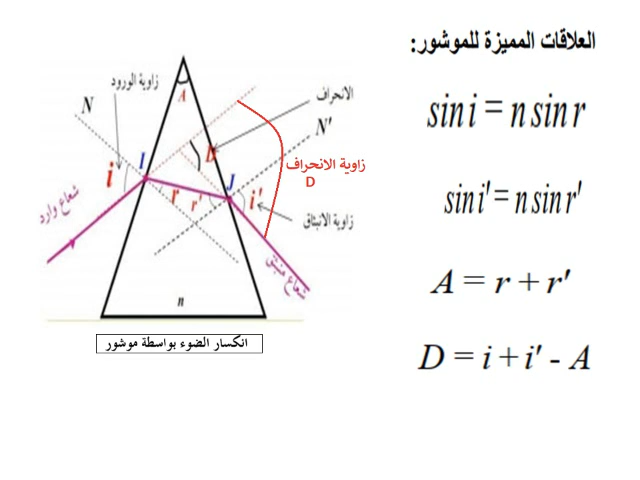 العلاقات المميزة للموشور:
sin i = n sin r
sin i' = n sin r'
A = r + r'
D = i + i' - A
زاوية الورود
A
الانحراف
N
N'
I
D
زاوية الانحراف
D
i
r
r'
J
i'
زاوية الانبثاق
شعاع وارد
شعاع منبثق
n
انكسار الضوء بواسطة موشور